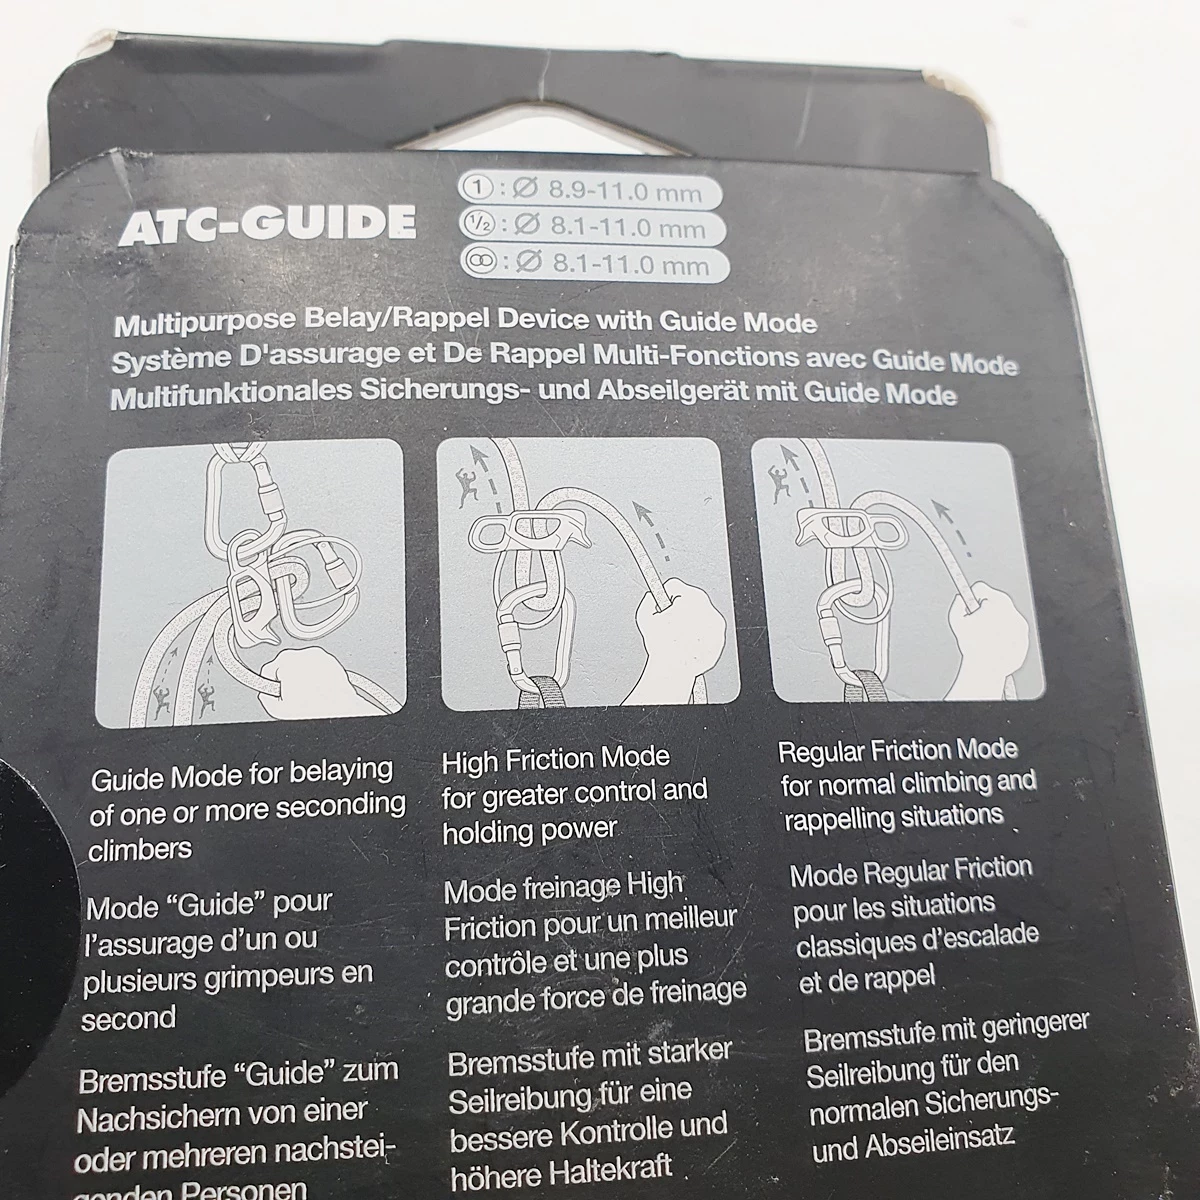 ATC-GUIDE
1 : Ø 8.9-11.0 mm
1/2 : Ø 8.1-11.0 mm
Ø 8.1-11.0 mm
Multipurpose Belay/Rappel Device with Guide Mode
Système D'assurage et De Rappel Multi-Fonctions avec Guide Mode
Multifunktionales Sicherungs- und Abseilgerät mit Guide Mode
Guide Mode for belaying
of one or more seconding
climbers
Mode “Guide” pour
l’assurage d’un ou
plusieurs grimpeurs en
second
Bremsstufe “Guide” zum
Nachsichern von einer
oder mehreren nachstei-
genden Personen
High Friction Mode
for greater control and
holding power
Mode freinage High
Friction pour un meilleur
contrôle et une plus
grande force de freinage
Bremsstufe mit starker
Seilreibung für eine
bessere Kontrolle und
höhere Haltekraft
Regular Friction Mode
for normal climbing and
rappelling situations
Mode Regular Friction
pour les situations
classiques d’escalade
et de rappel
Bremsstufe mit geringerer
Seilreibung für den
normalen Sicherungs-
und Abseileinsatz